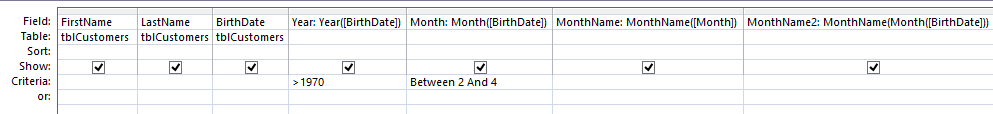 Field: FirstName LastName BirthDate Year: Year([BirthDate]) Month: Month([BirthDate]) MonthName: MonthName([Month]) MonthName2: MonthName(Month([BirthDate]))
Table: tblCustomers tblCustomers tblCustomers
Sort:
Show:
Criteria: >1970 Between 2 And 4
or: